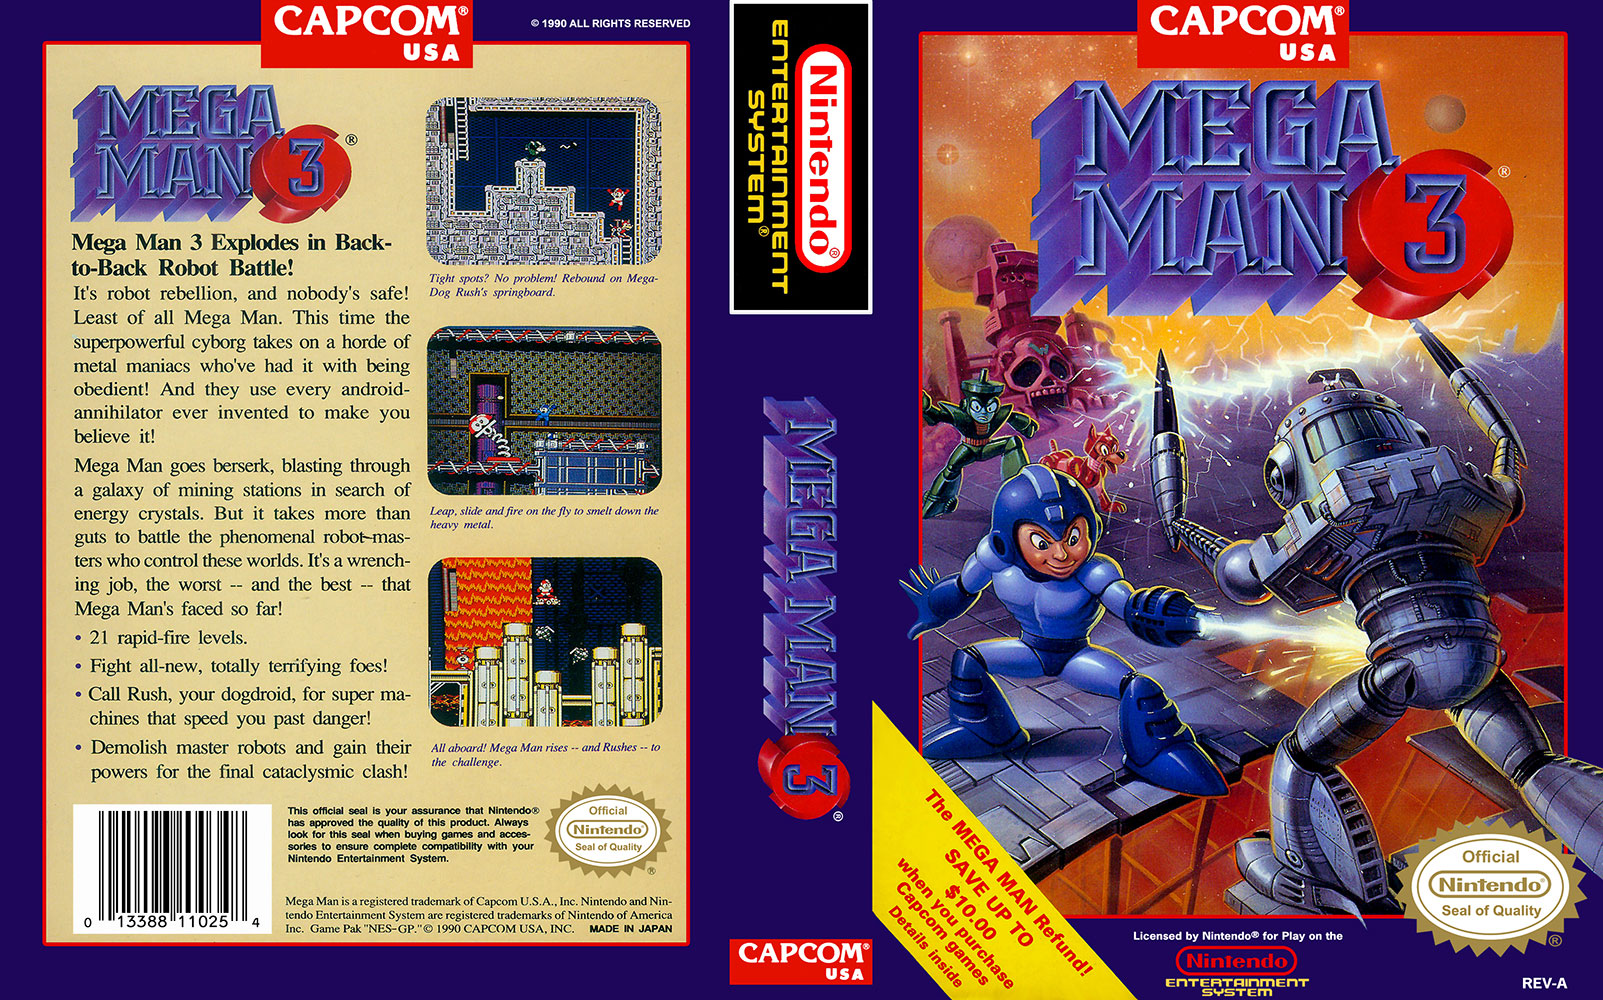 CAPCOM®
USA
© 1990 ALL RIGHTS RESERVED
MEGA
MAN 3®
Mega Man 3 Explodes in Back-
to-Back Robot Battle!
It's robot rebellion, and nobody's safe!
Least of all Mega Man. This time the
superpowerful cyborg takes on a horde of
metal maniacs who've had it with being
obedient! And they use every android-
annihilator ever invented to make you
believe it!
Mega Man goes berserk, blasting through
a galaxy of mining stations in search of
energy crystals. But it takes more than
guts to battle the phenomenal robot-mas-
ters who control these worlds. It's a wrench-
ing job, the worst -- and the best -- that
Mega Man's faced so far!
• 21 rapid-fire levels.
• Fight all-new, totally terrifying foes!
• Call Rush, your dogdroid, for super ma-
chines that speed you past danger!
• Demolish master robots and gain their
powers for the final cataclysmic clash!
Tight spots? No problem! Rebound on Mega-
Dog Rush's springboard.
Leap, slide and fire on the fly to smelt down the
heavy metal.
All aboard! Mega Man rises -- and Rushes -- to
the challenge.
0 13388 11025 4
This official seal is your assurance that Nintendo®
has approved the quality of this product. Always
look for this seal when buying games and acces-
sories to ensure complete compatibility with your
Nintendo Entertainment System.
Official
Nintendo®
Seal of Quality
®
Mega Man is a registered trademark of Capcom U.S.A., Inc. Nintendo and Nin-
tendo Entertainment System are registered trademarks of Nintendo of America
Inc. Game Pak "NES-GP." © 1990 CAPCOM USA, INC. MADE IN JAPAN
Nintendo®
ENTERTAINMENT
SYSTEM®
MEGA MAN 3®
CAPCOM®
USA
CAPCOM®
USA
MEGA
MAN 3®
W
The MEGA MAN Refund!
SAVE UP TO
$10.00
when you purchase
Capcom games
Details inside
Official
Nintendo®
Seal of Quality
®
Licensed by Nintendo® for Play on the
Nintendo
ENTERTAINMENT
SYSTEM
REV-A